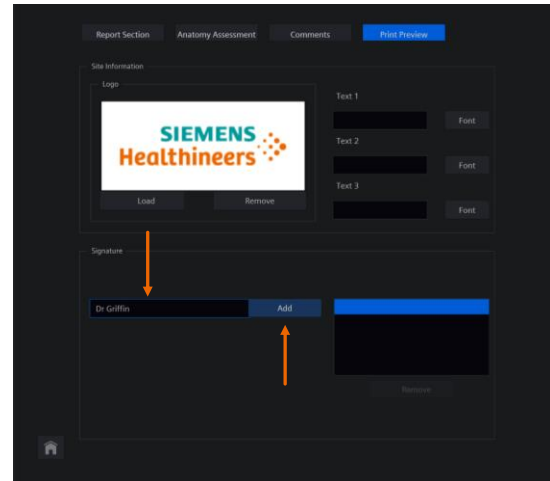 Report Section Anatomy Assessment Comments Print Preview
Site Information
Logo
SIEMENS
Healthineers
Load Remove
Text 1
Font
Text 2
Font
Text 3
Font
Signature
Dr Griffin Add
Remove